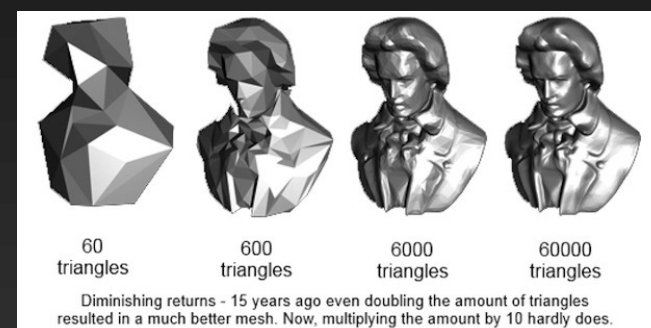 60
triangles
600
triangles
6000
triangles
60000
triangles
Diminishing returns - 15 years ago even doubling the amount of triangles
resulted in a much better mesh. Now, multiplying the amount by 10 hardly does.